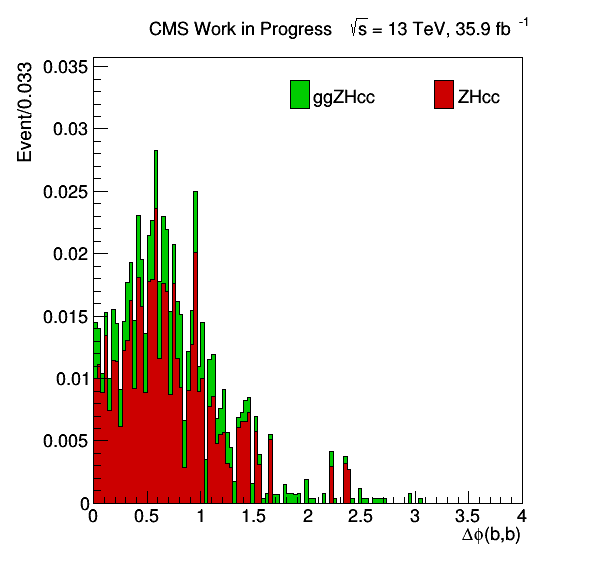 CMS Work in Progress √s = 13 TeV, 35.9 fb -1
Event/0.033
ggZHcc ZHcc
0.035
0.03
0.025
0.02
0.015
0.01
0.005
0
0 0.5 1 1.5 2 2.5 3 3.5 4
Δϕ(b,b)